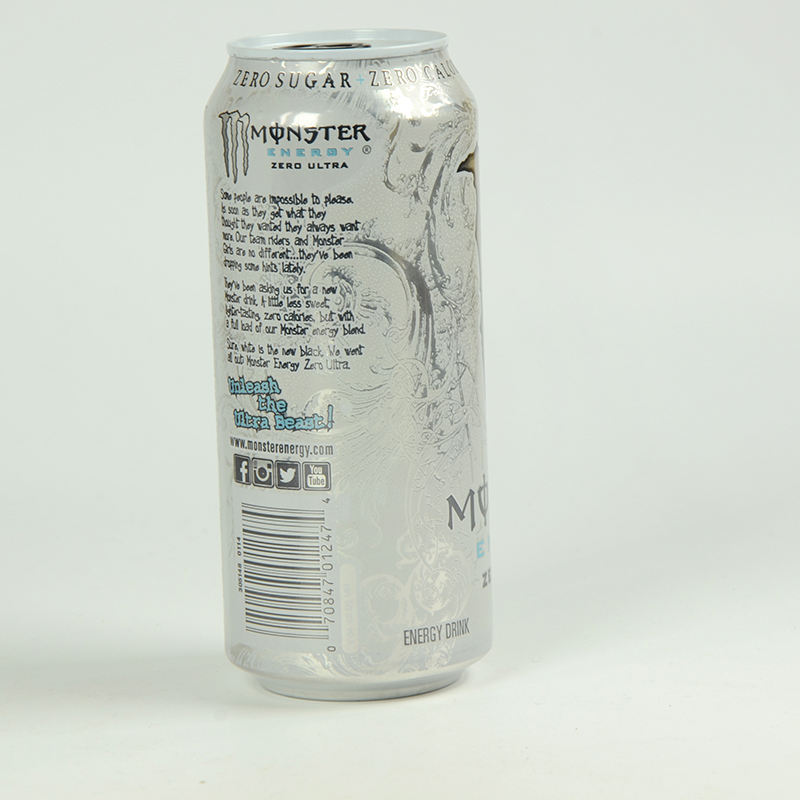 ZERO SUGAR + ZERO CALO
MONSTER
ENERGY ®
ZERO ULTRA
Some people are impossible to please.
As soon as they get what they
thought they wanted they always want
more. Our team riders and Monster
Girls are no different...they've been
dropping some hints lately.
They've been asking us for a new
Monster drink. A little less sweet,
lighter-tasting, zero calories, but with
a full load of our Monster energy blend.
Sure, white is the new black. We went
all out: Monster Energy Zero Ultra.
Unleash
the
Ultra Beast!
www.monsterenergy.com
You
Tube
305148 0114
0 70847 01247 4
MO
E
ZE
ENERGY DRINK